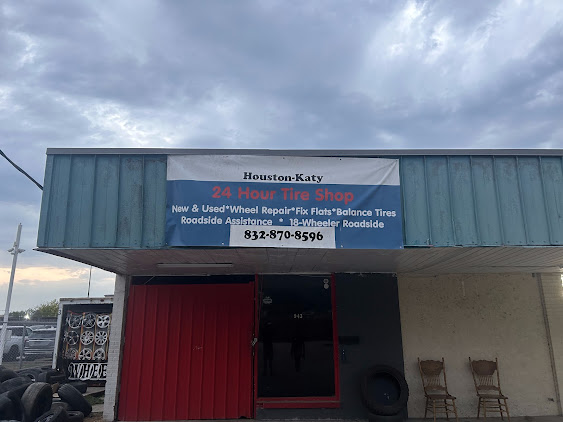 Houston-Katy
24 Hour Tire Shop
New & Used*Wheel Repair*Fix Flats*Balance Tires
Roadside Assistance * 18-Wheeler Roadside
832-870-8596